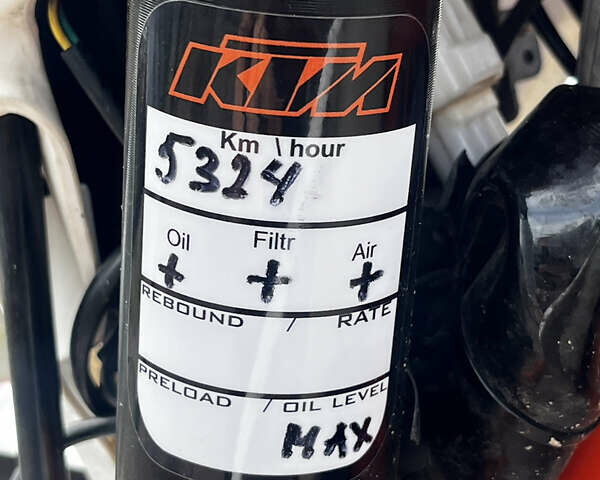 KTM
Km \ hour
5324
Oil Filtr Air
+ + +
REBOUND / RATE
PRELOAD / OIL LEVEL
MAX